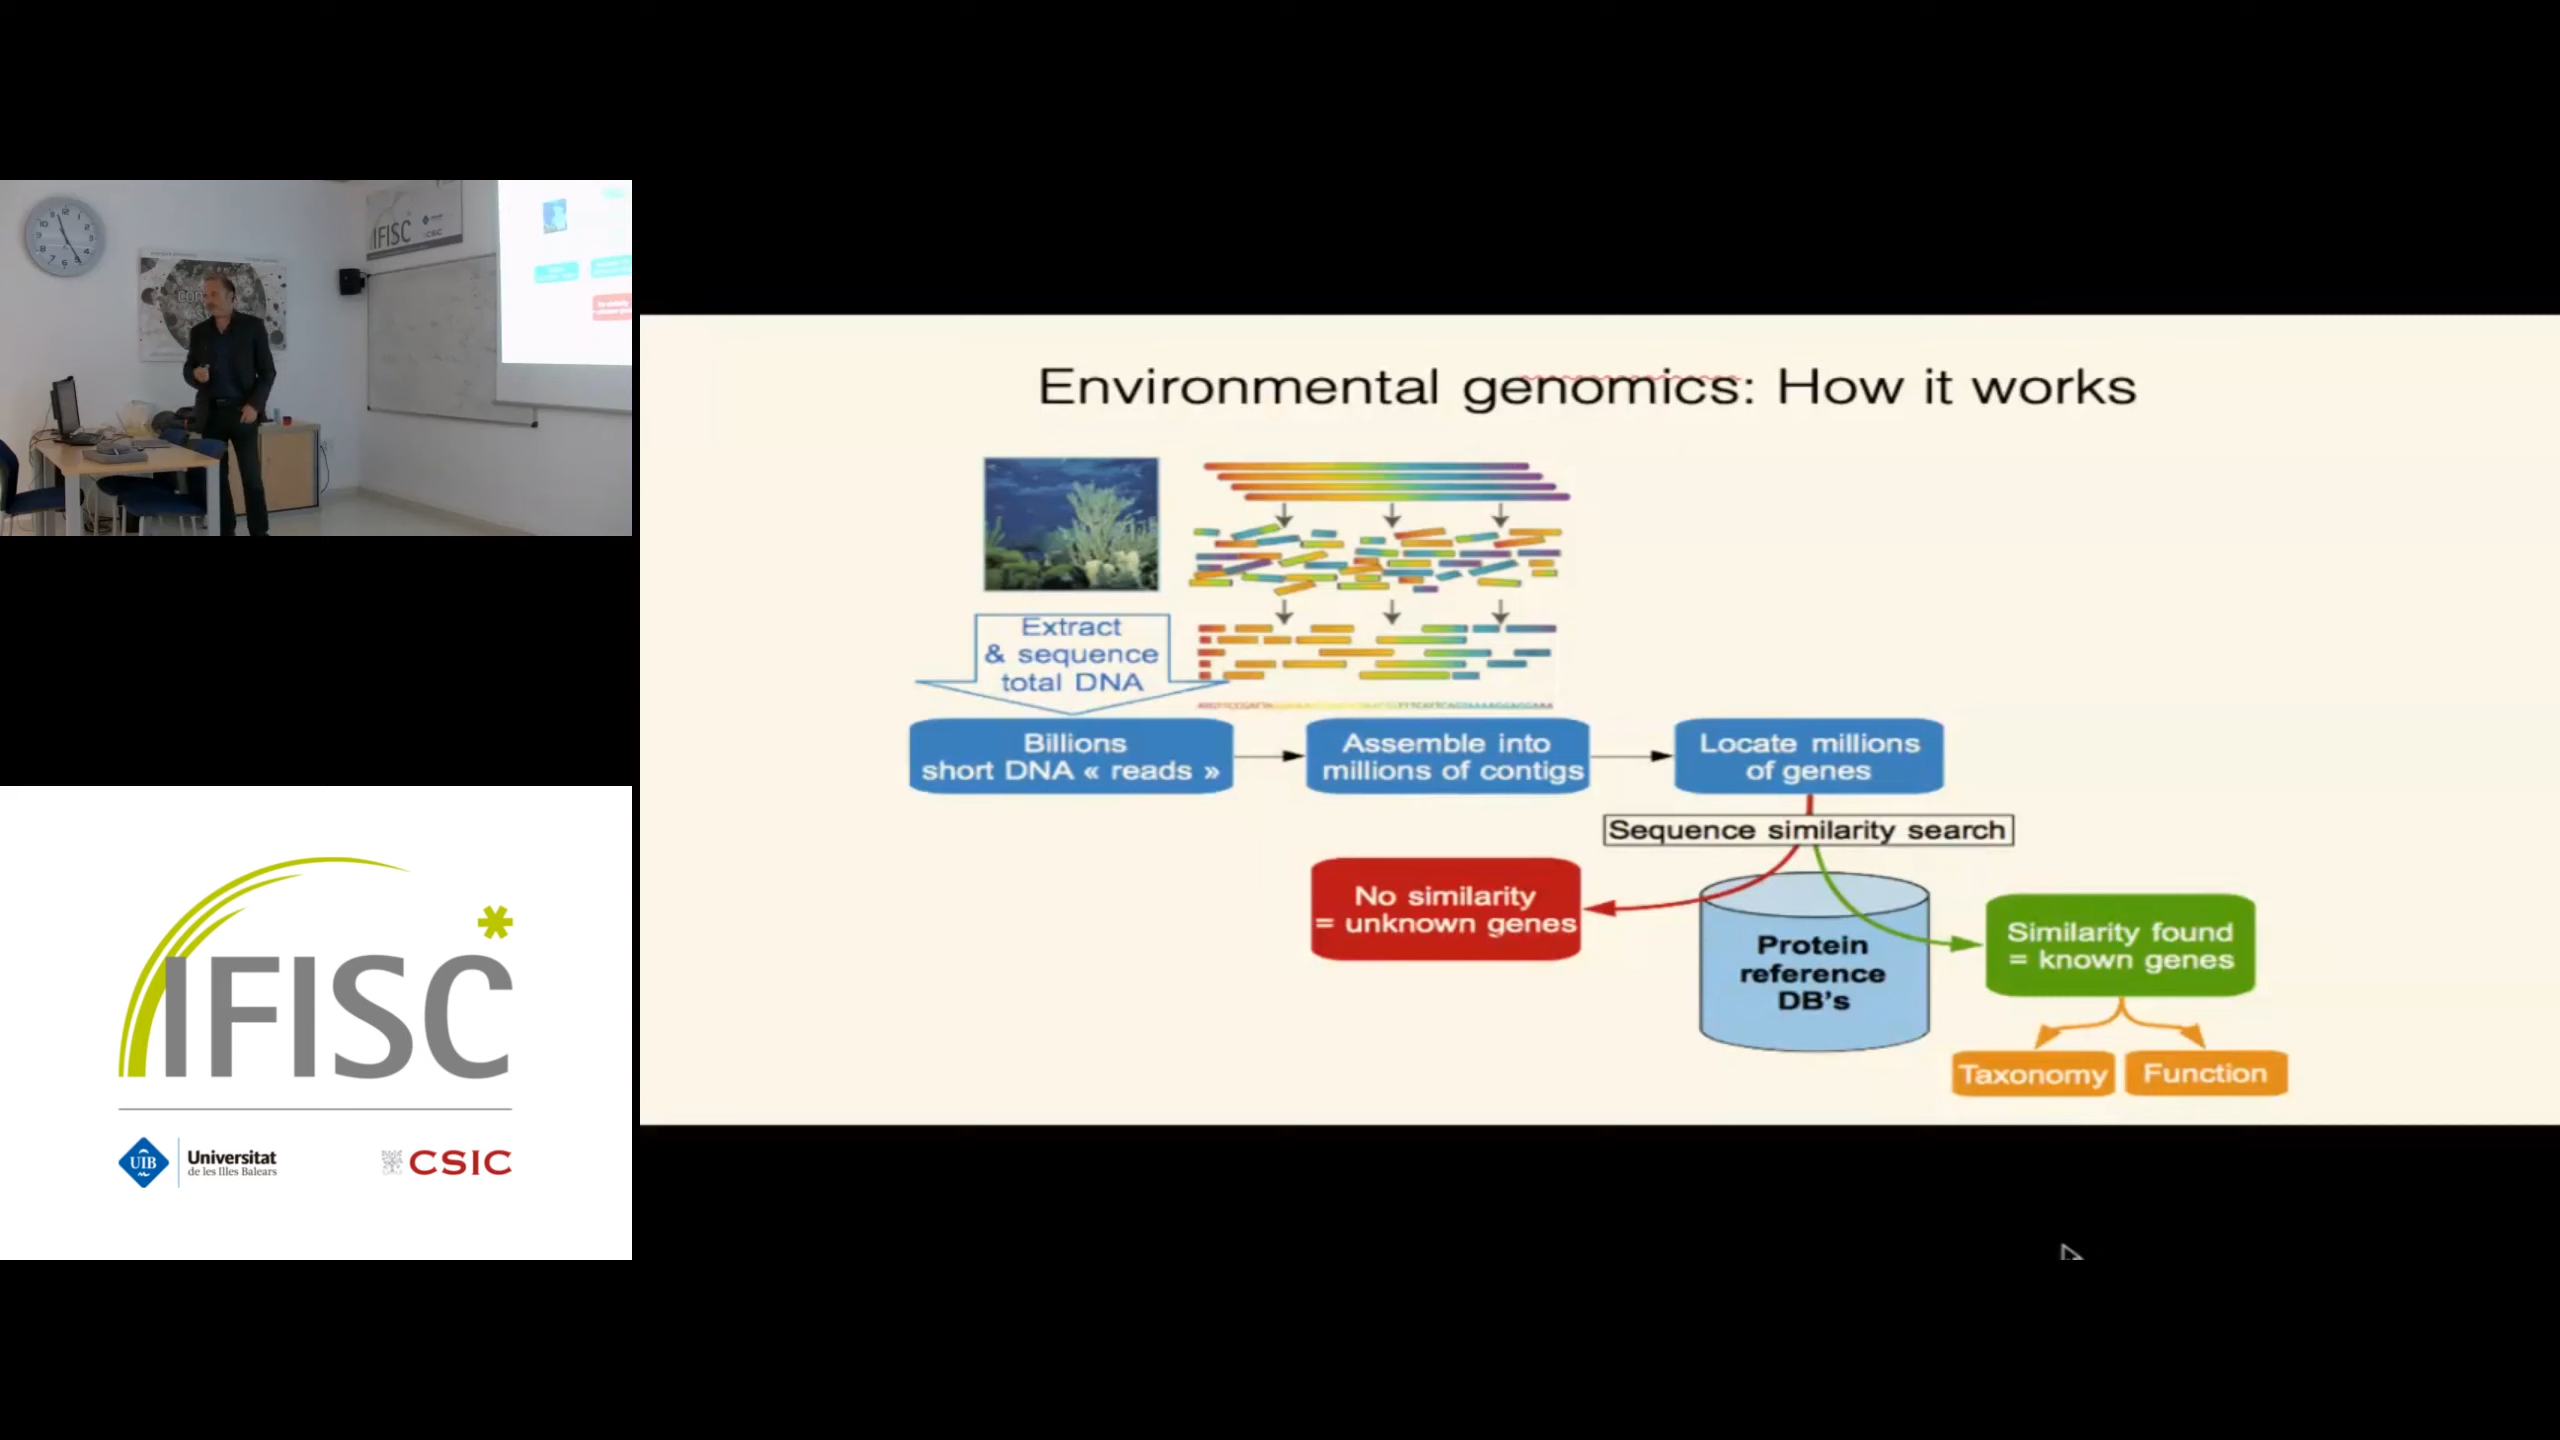 IFISC
CSIC
Environmental genomics: How it works
Extract
& sequence
total DNA
Billions
short DNA « reads »
Assemble into
millions of contigs
Locate millions
of genes
Sequence similarity search
No similarity
= unknown genes
Protein
reference
DB's
Similarity found
= known genes
Taxonomy
Function
IFISC
UIB
Universitat
de les Illes Balears
CSIC